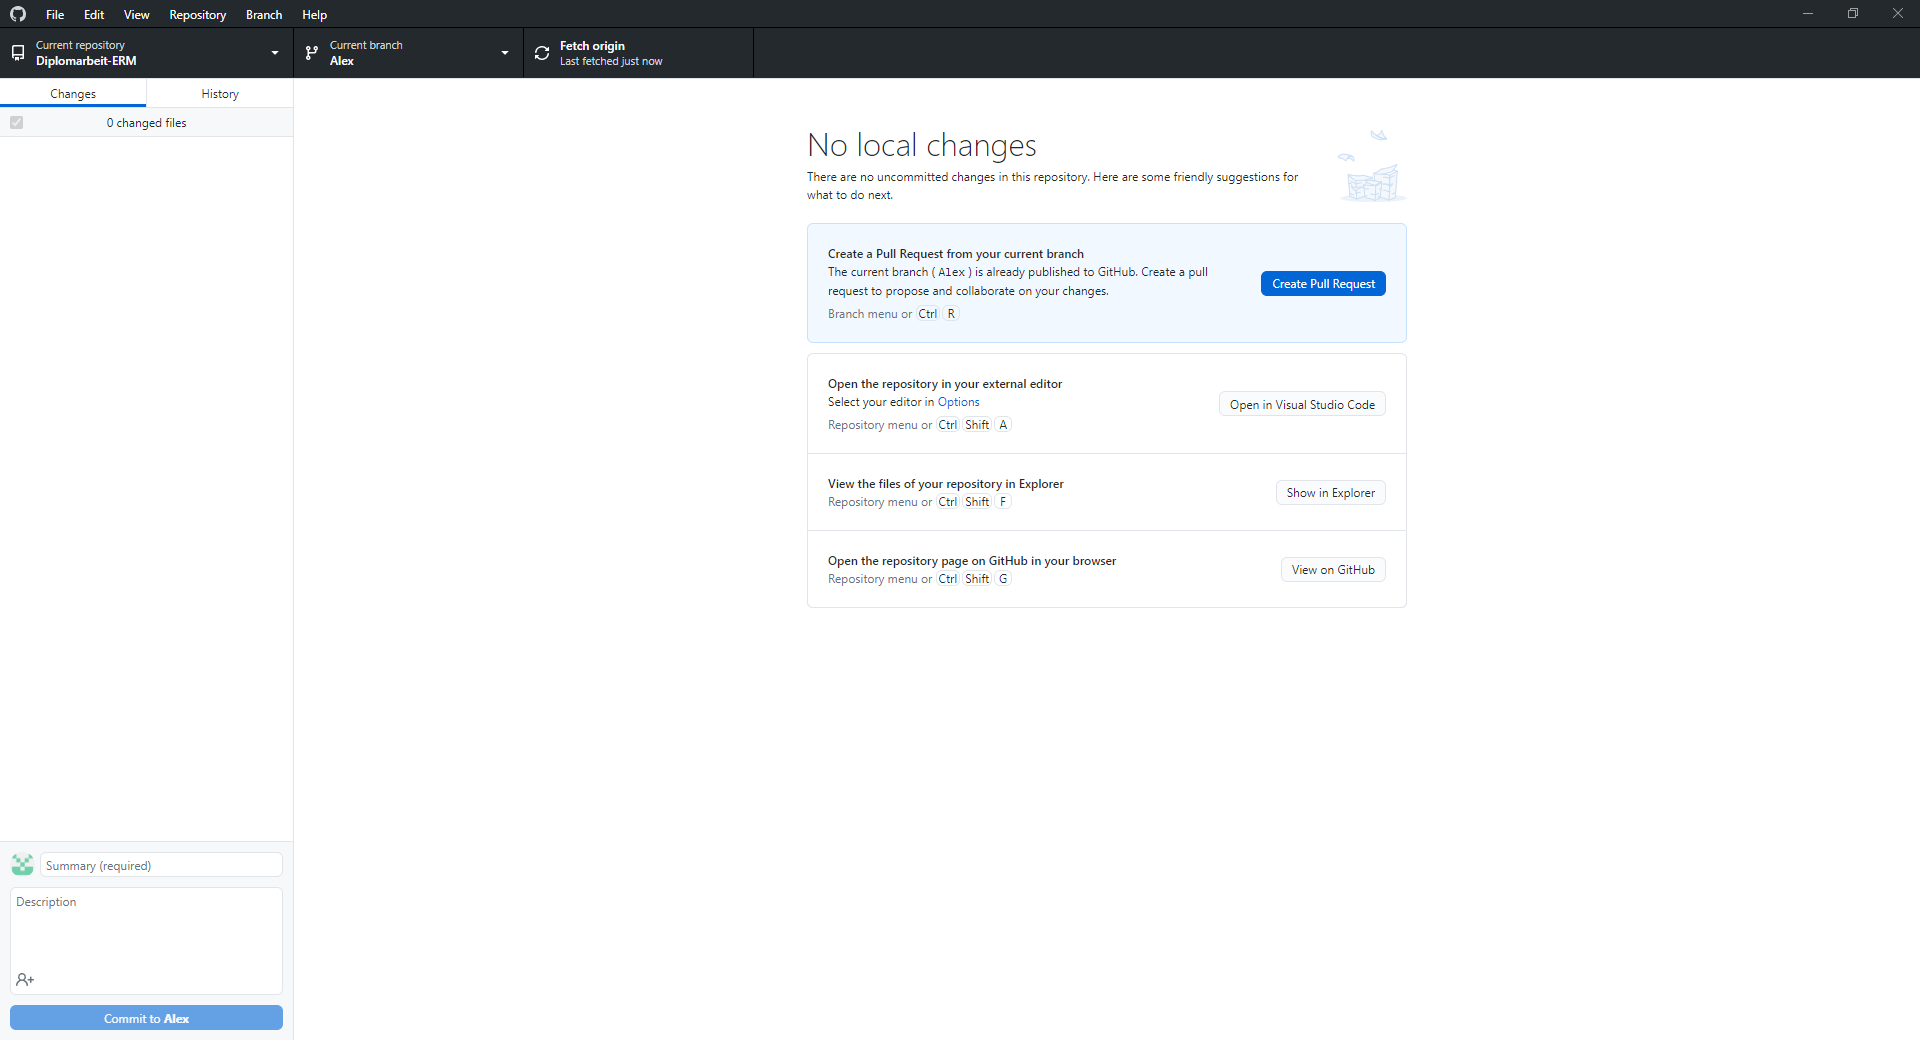 File Edit View Repository Branch Help
Current repository
Diplomarbeit-ERM
Current branch
Alex
Fetch origin
Last fetched just now
Changes
History
0 changed files
No local changes
There are no uncommitted changes in this repository. Here are some friendly suggestions for
what to do next.
Create a Pull Request from your current branch
The current branch ( Alex ) is already published to GitHub. Create a pull
request to propose and collaborate on your changes.
Branch menu or Ctrl R
Create Pull Request
Open the repository in your external editor
Select your editor in Options
Repository menu or Ctrl Shift A
Open in Visual Studio Code
View the files of your repository in Explorer
Repository menu or Ctrl Shift F
Show in Explorer
Open the repository page on GitHub in your browser
Repository menu or Ctrl Shift G
View on GitHub
Summary (required)
Description
Commit to Alex